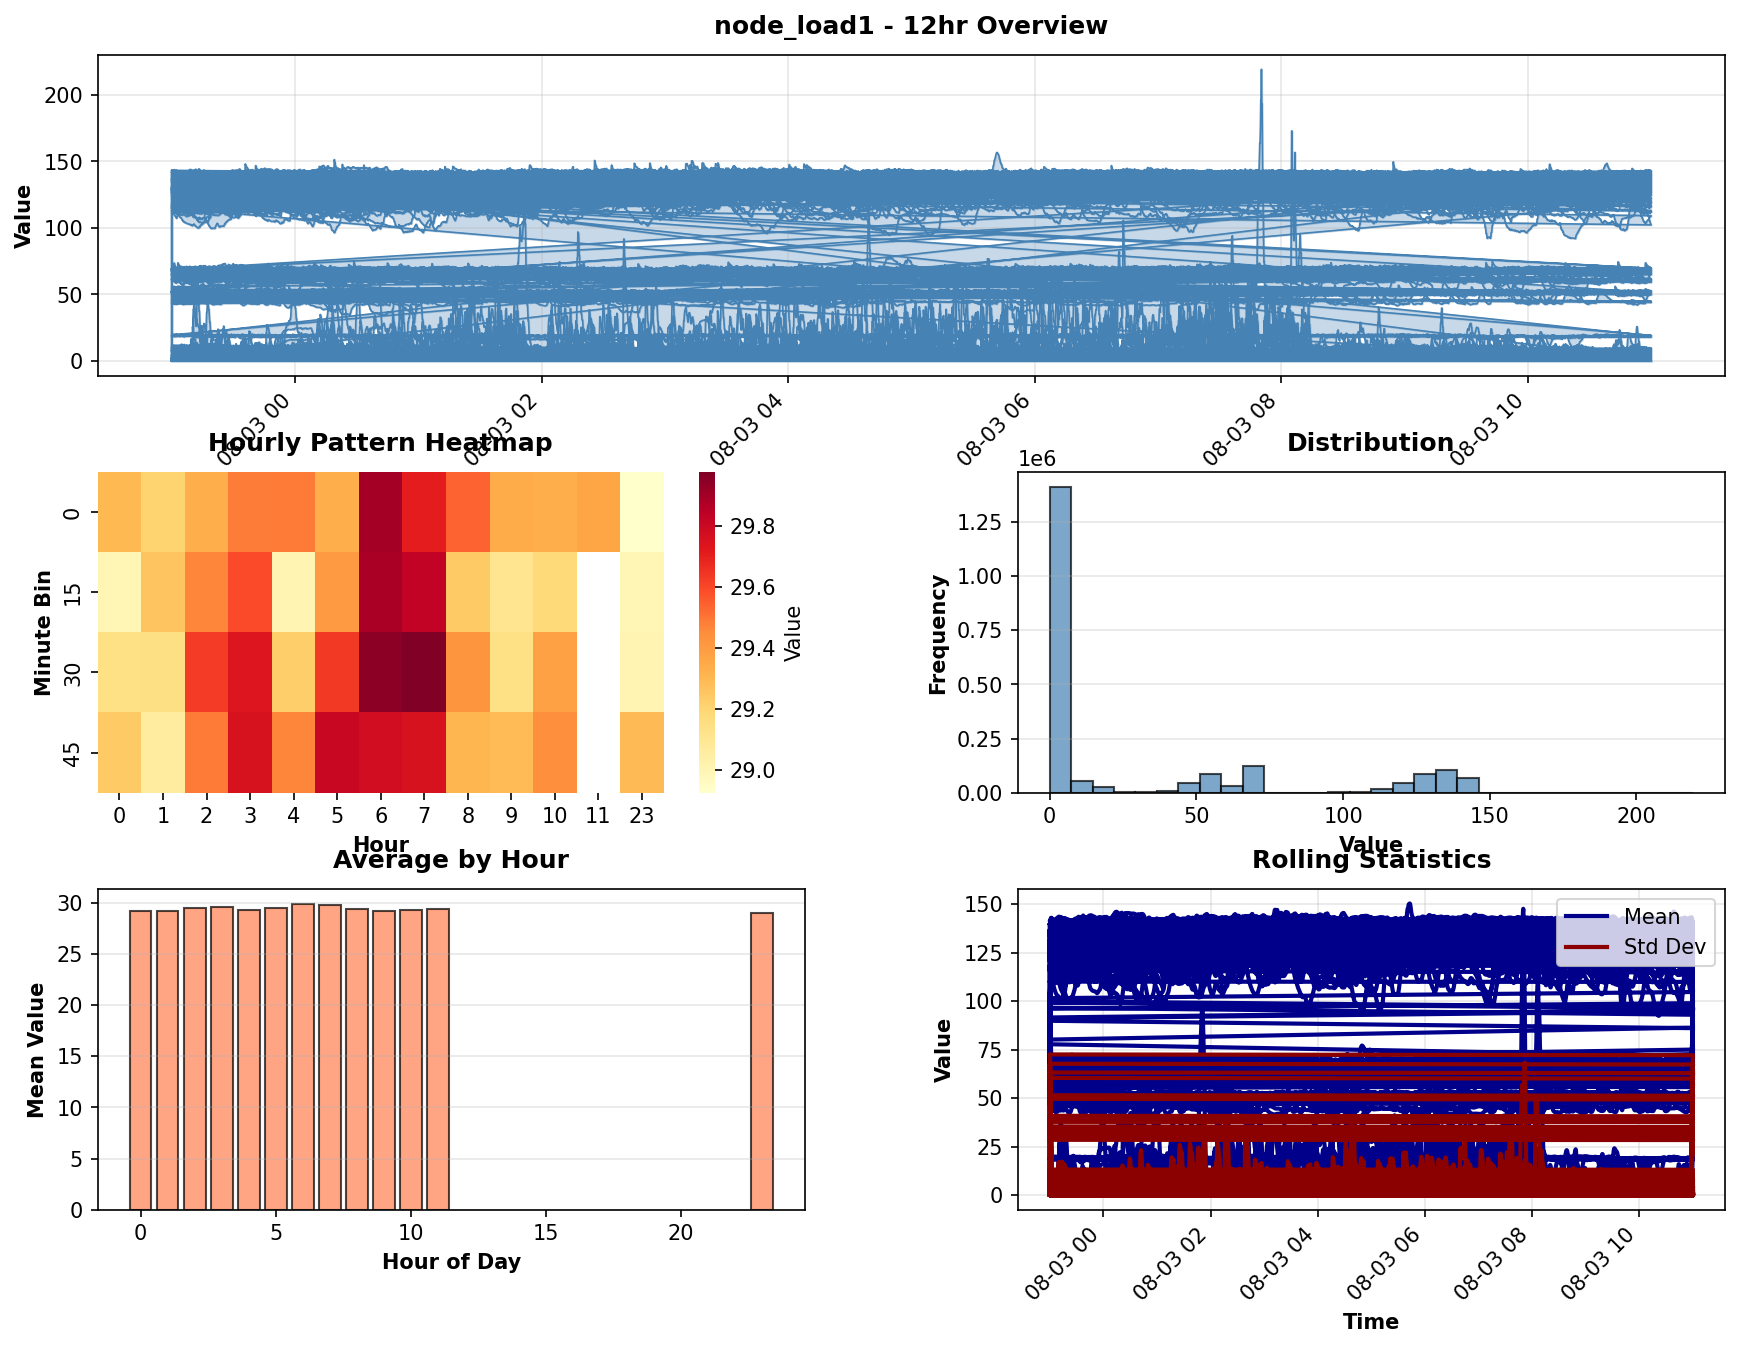 node_load1 - 12hr Overview
Value
200
150
100
50
0
08-03 00
08-03 02
08-03 04
08-03 06
08-03 08
08-03 10
Hourly Pattern Heatmap
Minute Bin
0
15
30
45
0 1 2 3 4 5 6 7 8 9 10 11 23
Hour
29.8
29.6
29.4
29.2
29.0
Value
Distribution
1e6
Frequency
1.25
1.00
0.75
0.50
0.25
0.00
0 50 100 150 200
Value
Average by Hour
Mean Value
30
25
20
15
10
5
0
0 5 10 15 20
Hour of Day
Rolling Statistics
Mean
Std Dev
Value
150
125
100
75
50
25
0
08-03 00
08-03 02
08-03 04
08-03 06
08-03 08
08-03 10
Time